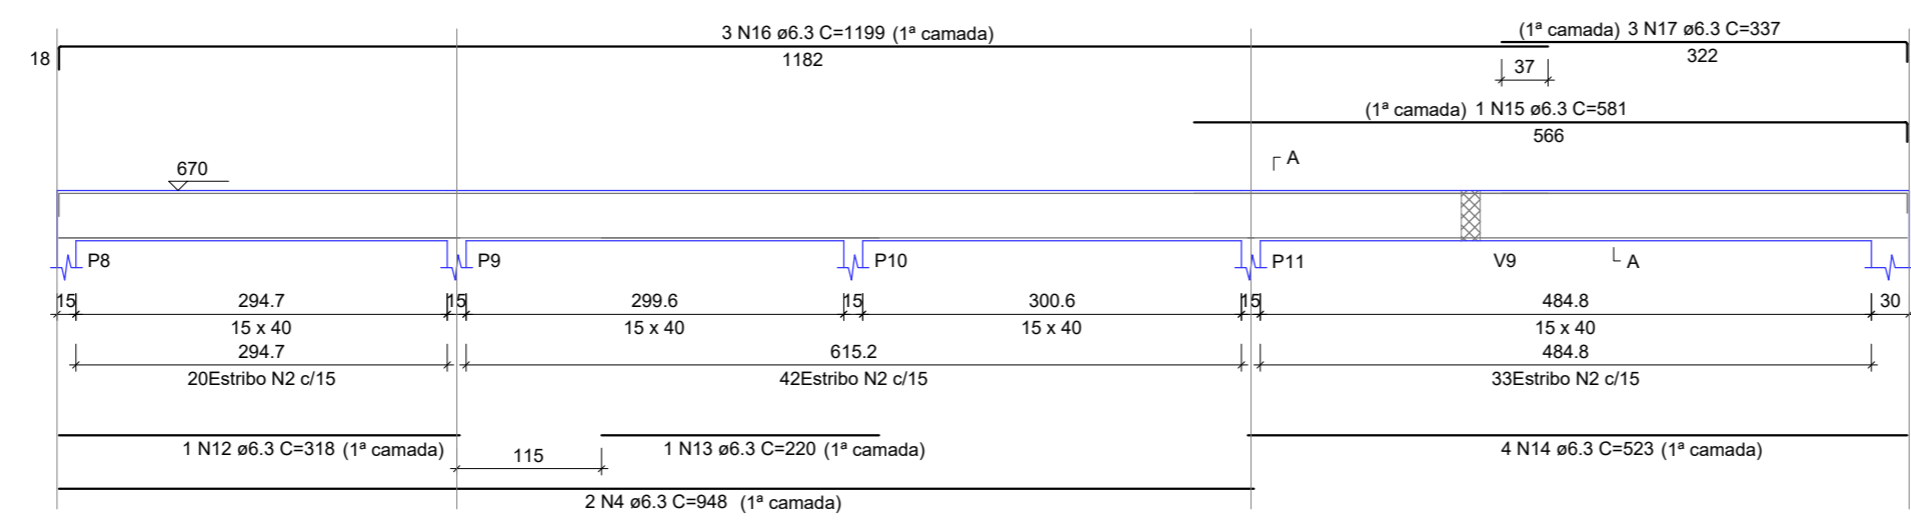 3 N16 ø6.3 C=1199 (1ª camada)
(1ª camada) 3 N17 ø6.3 C=337
18
1182
322
37
(1ª camada) 1 N15 ø6.3 C=581
566
A
670
P8
P9
P10
P11
V9
A
15
294.7
15
299.6
15
300.6
15
484.8
30
15 x 40
15 x 40
15 x 40
15 x 40
294.7
615.2
484.8
20Estribo N2 c/15
42Estribo N2 c/15
33Estribo N2 c/15
1 N12 ø6.3 C=318 (1ª camada)
115
1 N13 ø6.3 C=220 (1ª camada)
4 N14 ø6.3 C=523 (1ª camada)
2 N4 ø6.3 C=948 (1ª camada)